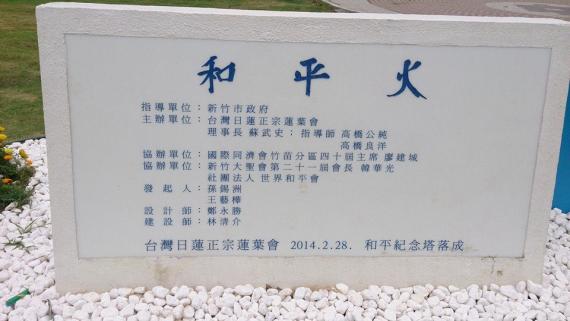 和平火
指導單位：新竹市政府
主辦單位：台灣日蓮正宗蓮葉會
理事長 蘇武史；指導師 高橋公純
高橋良洋
協辦單位：國際同濟會竹苗分區四十屆主席 廖建城
協辦單位：新竹大聖會第二十一屆會長 韓華光
社團法人 世界和平會
發起人：孫錫洲
王藝樺
設計師：鄭永勝
建設師：林清介
台灣日蓮正宗蓮葉會 2014.2.28. 和平紀念塔落成